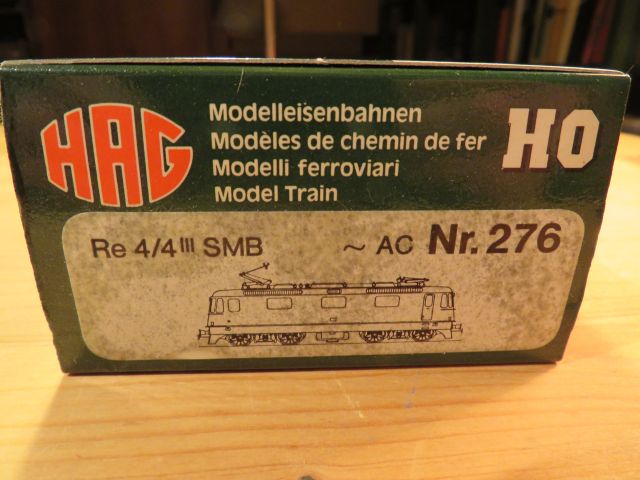 HAG
Modelleisenbahnen
Modèles de chemin de fer
Modelli ferroviari
Model Train
HO
Re 4/4 III SMB ~ AC Nr. 276